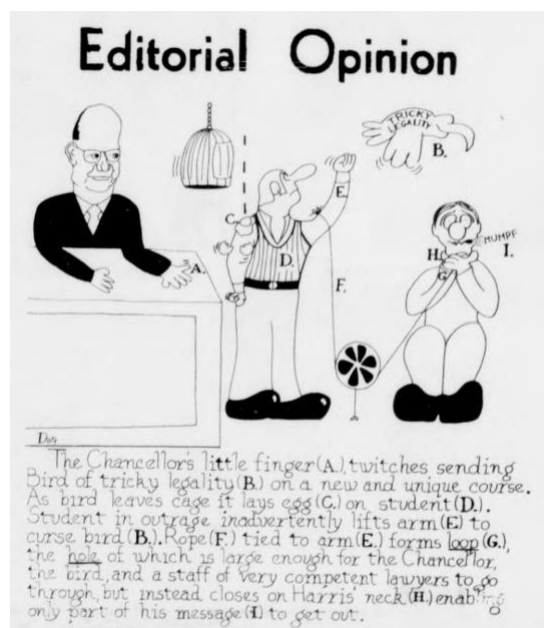 Editorial Opinion
TRICKY
LEGALITY
B.
E.
C.
A.
D.
F.
H.
MUMPF
I.
G.
The Chancellor's little finger(A.), twitches sending
Bird of tricky legality(B.) on a new and unique course.
As bird leaves cage it lays egg(C.) on student(D.).
Student in outrage inadvertently lifts arm(E.) to
curse bird(B.). Rope(F.) tied to arm(E.) forms loop(G.),
the hole of which is large enough for the Chancellor,
the bird, and a staff of very competent lawyers to go
through, but instead closes on Harris' neck(H.) enabling
only part of his message(I.) to get out.